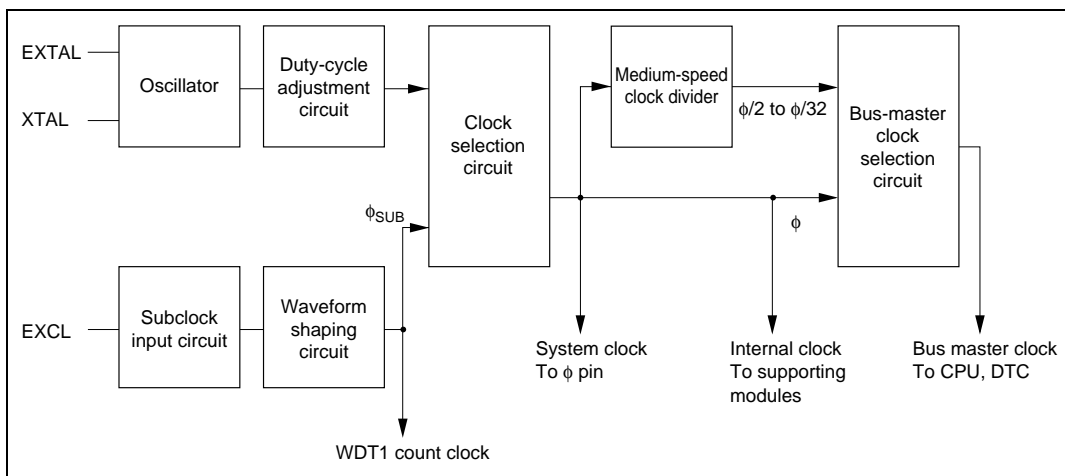 EXTAL
XTAL
Oscillator
Duty-cycle
adjustment
circuit
Clock
selection
circuit
Medium-speed
clock divider
ϕ/2 to ϕ/32
Bus-master
clock
selection
circuit
ϕSUB
ϕ
EXCL
Subclock
input circuit
Waveform
shaping
circuit
System clock
To ϕ pin
Internal clock
To supporting
modules
Bus master clock
To CPU, DTC
WDT1 count clock